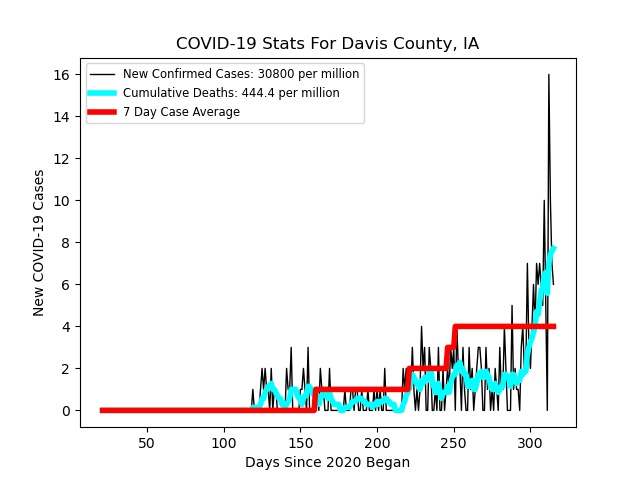 COVID-19 Stats For Davis County, IA
New Confirmed Cases: 30800 per million
Cumulative Deaths: 444.4 per million
7 Day Case Average
16
14
12
10
8
6
4
2
0
New COVID-19 Cases
50 100 150 200 250 300
Days Since 2020 Began